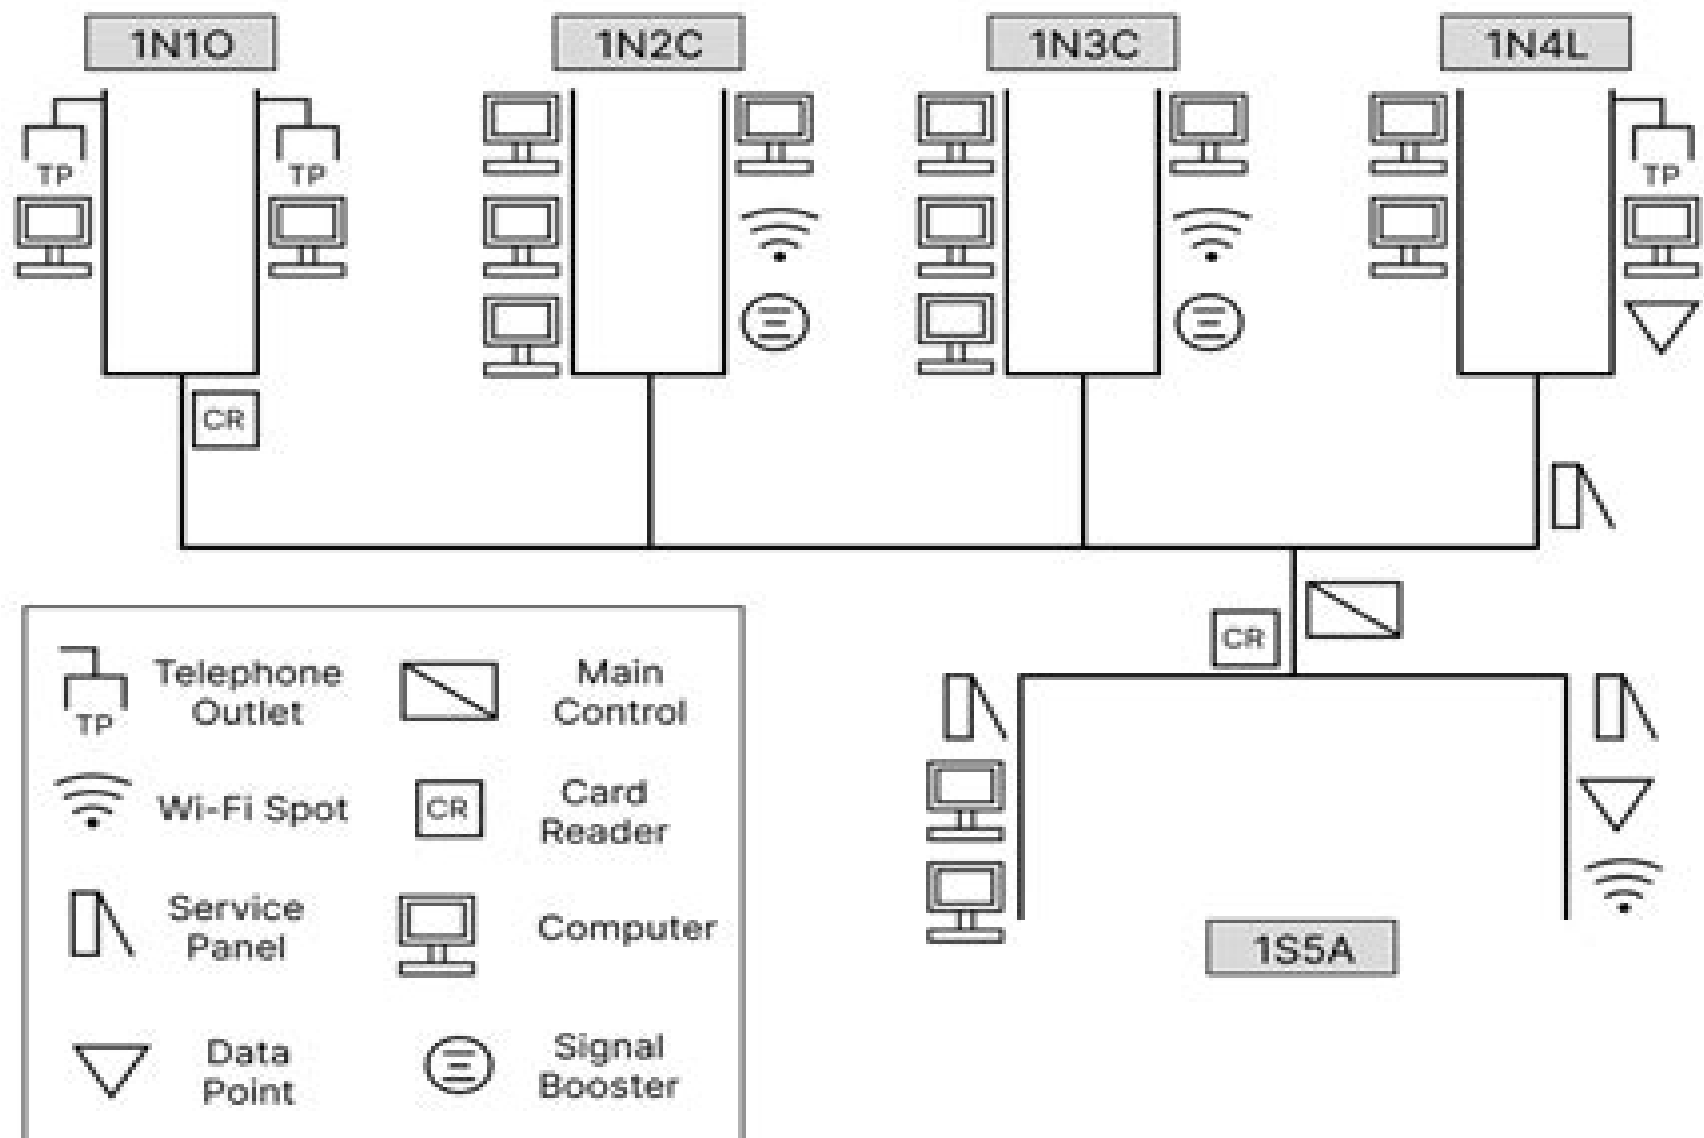 1N1O
1N2C
1N3C
1N4L
TP
TP
TP
CR
CR
Telephone
Outlet
TP
Main
Control
Wi-Fi Spot
CR
Card
Reader
Service
Panel
Computer
1S5A
Data
Point
Signal
Booster